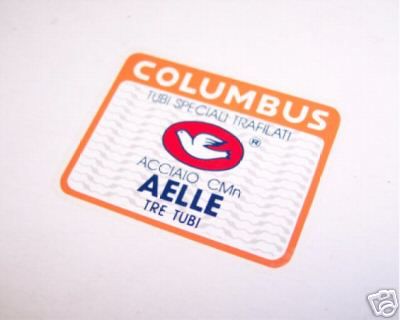 COLUMBUS
TUBI SPECIALI TRAFILATI
®
ACCIAIO CMn
AELLE
TRE TUBI